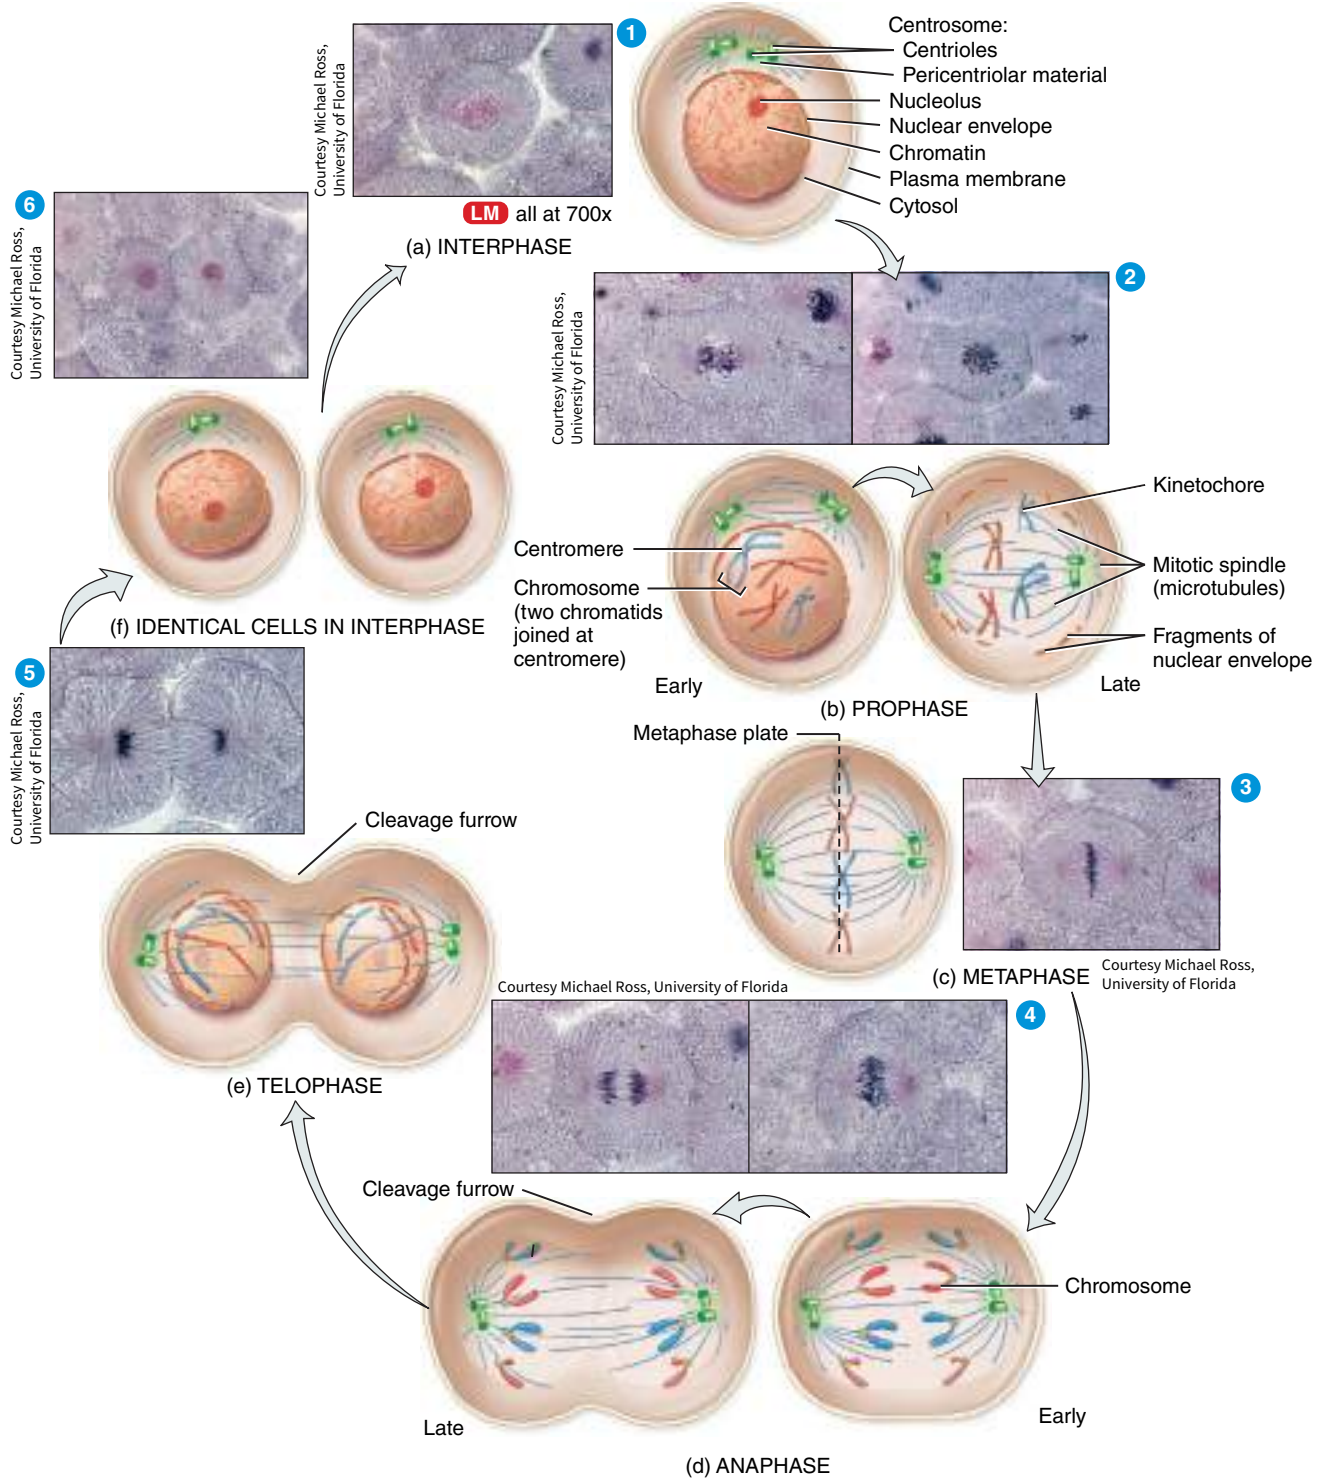 Courtesy Michael Ross,
University of Florida
1
Centrosome:
Centrioles
Pericentriolar material
Nucleolus
Nuclear envelope
Chromatin
Plasma membrane
Cytosol
LM all at 700x
(a) INTERPHASE
6
Courtesy Michael Ross,
University of Florida
2
Courtesy Michael Ross,
University of Florida
Kinetochore
Centromere
Chromosome
(two chromatids
joined at
centromere)
Mitotic spindle
(microtubules)
Fragments of
nuclear envelope
Early
Late
(b) PROPHASE
(f) IDENTICAL CELLS IN INTERPHASE
5
Courtesy Michael Ross,
University of Florida
Metaphase plate
3
Cleavage furrow
(c) METAPHASE
Courtesy Michael Ross,
University of Florida
Courtesy Michael Ross, University of Florida
4
(e) TELOPHASE
Cleavage furrow
Chromosome
Late
Early
(d) ANAPHASE